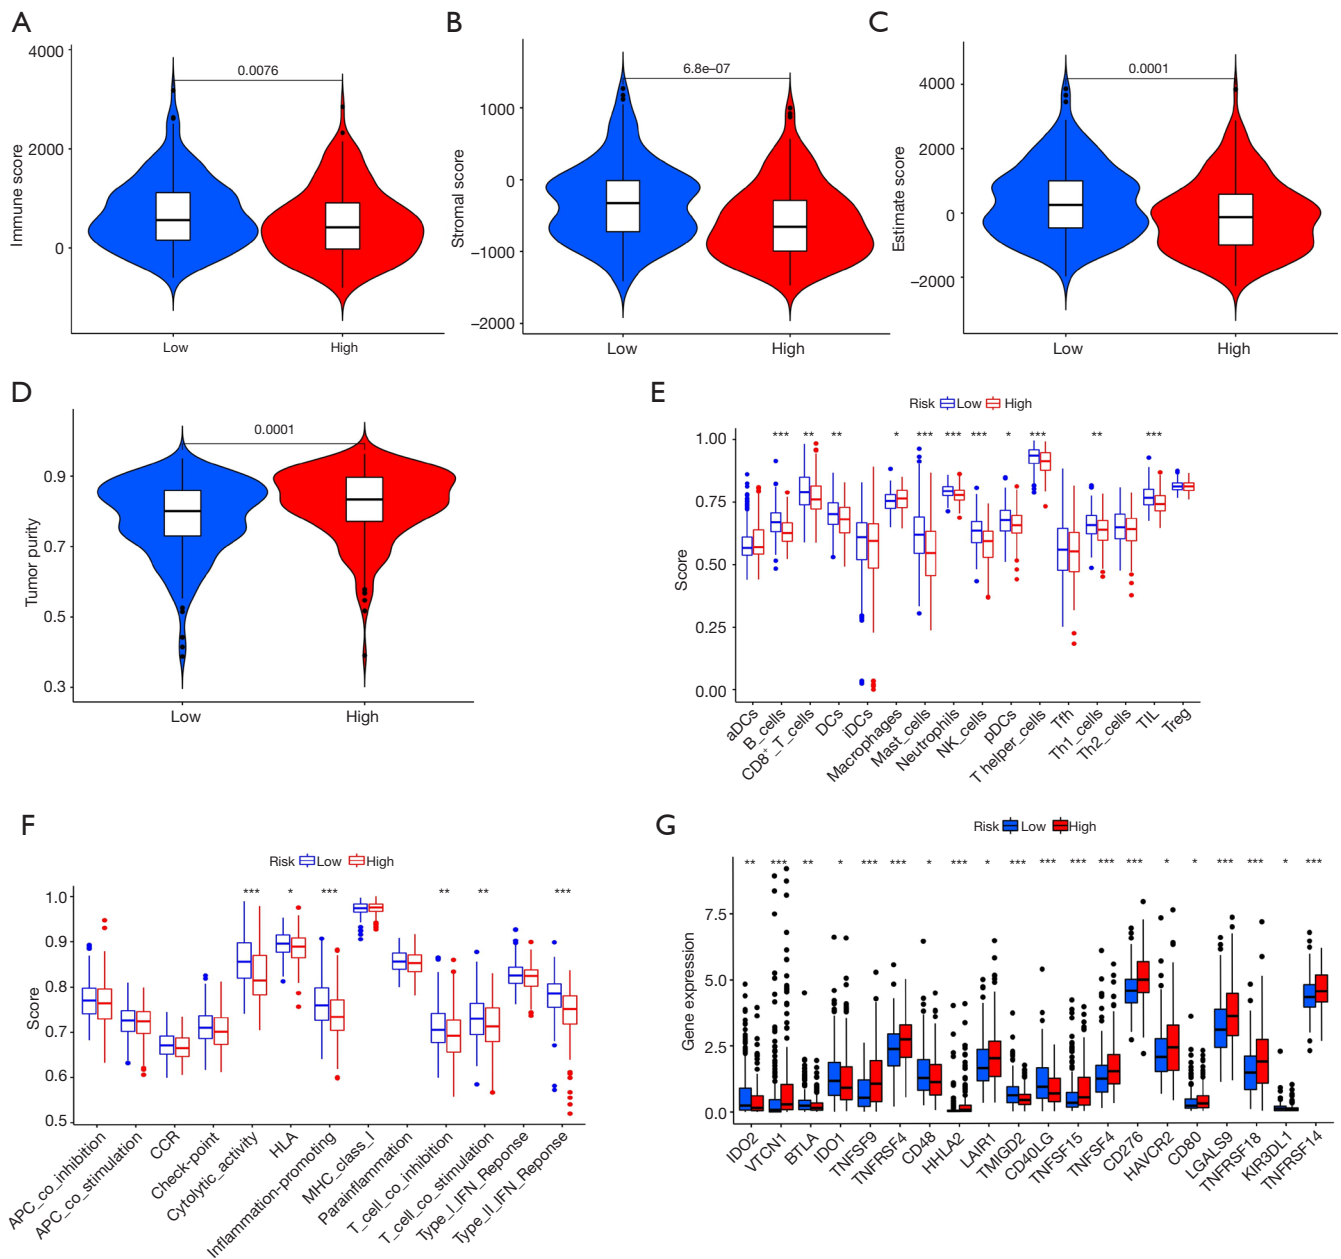 A
4000
2000
0
Immune score
0.0076
Low
High
B
1000
0
−1000
−2000
Stromal score
6.8e–07
Low
High
C
4000
2000
0
−2000
Estimate score
0.0001
Low
High
D
0.9
0.7
0.5
0.3
Tumor purity
0.0001
Low
High
E
Risk Low High
1.00
0.75
0.50
0.25
0.00
Score
*** ** ** * *** *** *** * *** ** ***
aDCs
B_cells
CD8+_T_cells
DCs
iDCs
Macrophages
Mast_cells
Neutrophils
NK_cells
pDCs
T helper_cells
Tfh
Th1_cells
Th2_cells
TIL
Treg
F
Risk Low High
1.0
0.9
0.8
0.7
0.6
0.5
Score
*** * *** ** ** ***
APC_co_inhibition
APC_co_stimulation
CCR
Check-point
Cytolytic_activity
HLA
Inflammation-promoting
MHC_class_I
Parainflammation
T_cell_co_inhibition
T_cell_co_stimulation
Type_I_IFN_Reponse
Type_II_IFN_Reponse
G
Risk Low High
7.5
5.0
2.5
0.0
Gene expression
** *** ** * *** *** * *** * *** *** *** *** *** * * *** *** * ***
IDO2
VTCN1
BTLA
IDO1
TNFSF9
TNFRSF4
CD48
HHLA2
LAIR1
TMIGD2
CD40LG
TNFSF15
TNFSF4
CD276
HAVCR2
CD80
LGALS9
TNFRSF18
KIR3DL1
TNFRSF14